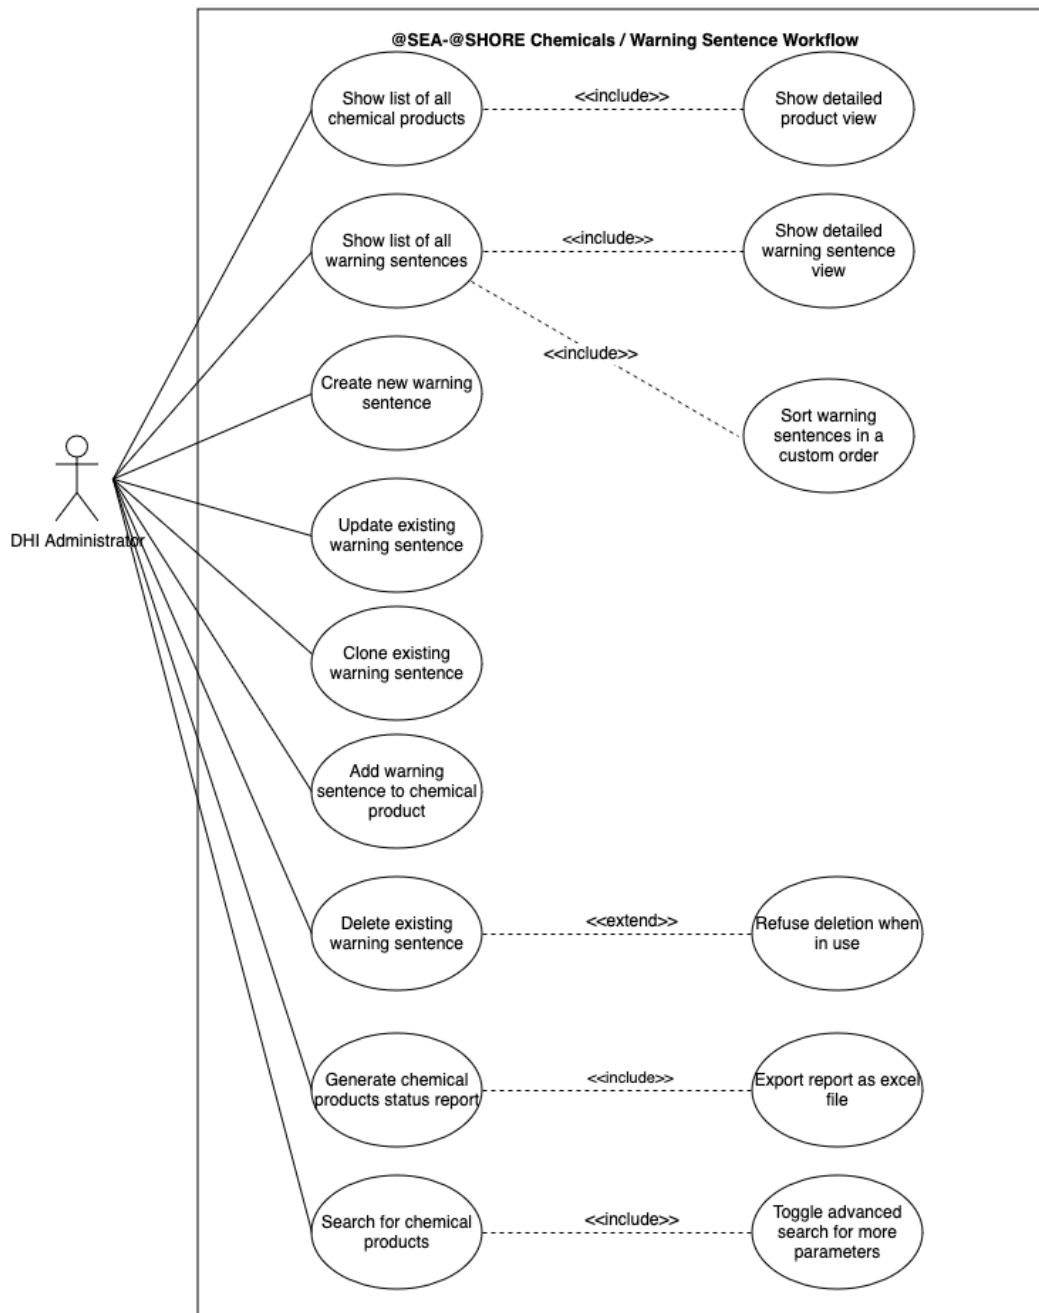 @SEA-@SHORE Chemicals / Warning Sentence Workflow
Show list of all
chemical products
<<include>>
Show detailed
product view
Show list of all
warning sentences
<<include>>
Show detailed
warning sentence
view
<<include>>
Create new warning
sentence
Sort warning
sentences in a
custom order
DHI Administrator
Update existing
warning sentence
Clone existing
warning sentence
Add warning
sentence to chemical
product
Delete existing
warning sentence
<<extend>>
Refuse deletion when
in use
Generate chemical
products status report
<<include>>
Export report as excel
file
Search for chemical
products
<<include>>
Toggle advanced
search for more
parameters